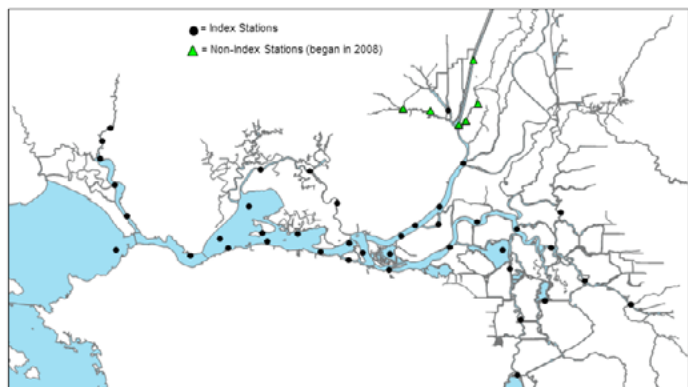 = Index Stations
= Non-Index Stations (began in 2008)